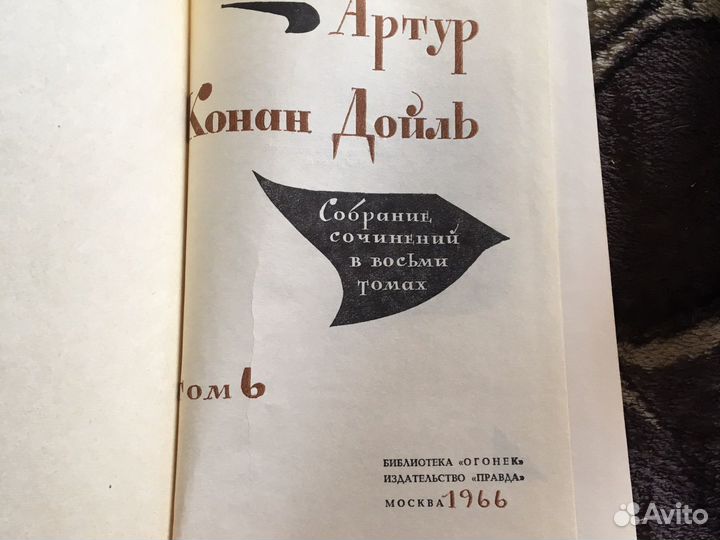 Артур
Конан Дойль
Собрание
сочинений
в восьми
томах
том 6
БИБЛИОТЕКА «ОГОНЕК»
ИЗДАТЕЛЬСТВО «ПРАВДА»
МОСКВА 1966
Avito